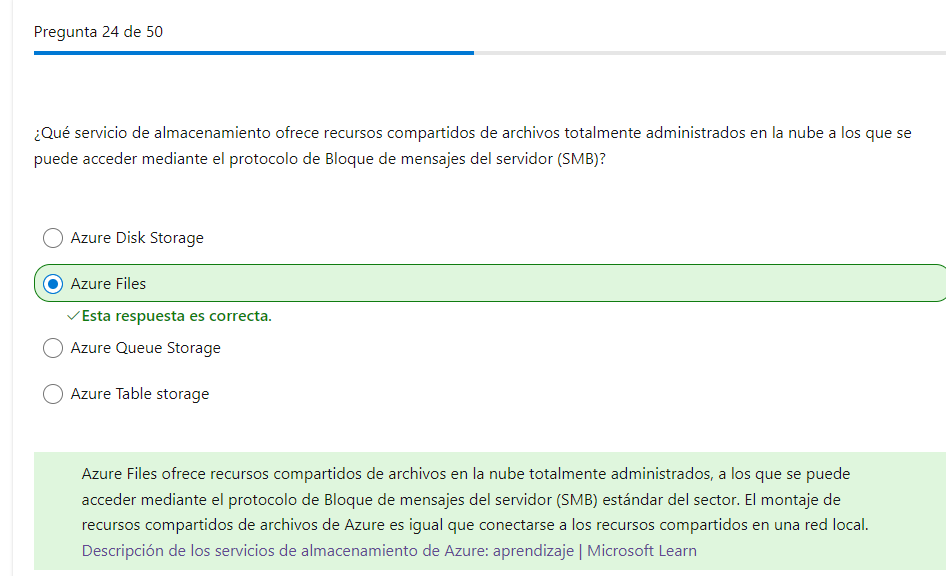 Pregunta 24 de 50
¿Qué servicio de almacenamiento ofrece recursos compartidos de archivos totalmente administrados en la nube a los que se
puede acceder mediante el protocolo de Bloque de mensajes del servidor (SMB)?
Azure Disk Storage
Azure Files
Esta respuesta es correcta.
Azure Queue Storage
Azure Table storage
Azure Files ofrece recursos compartidos de archivos en la nube totalmente administrados, a los que se puede
acceder mediante el protocolo de Bloque de mensajes del servidor (SMB) estándar del sector. El montaje de
recursos compartidos de archivos de Azure es igual que conectarse a los recursos compartidos en una red local.
Descripción de los servicios de almacenamiento de Azure: aprendizaje | Microsoft Learn